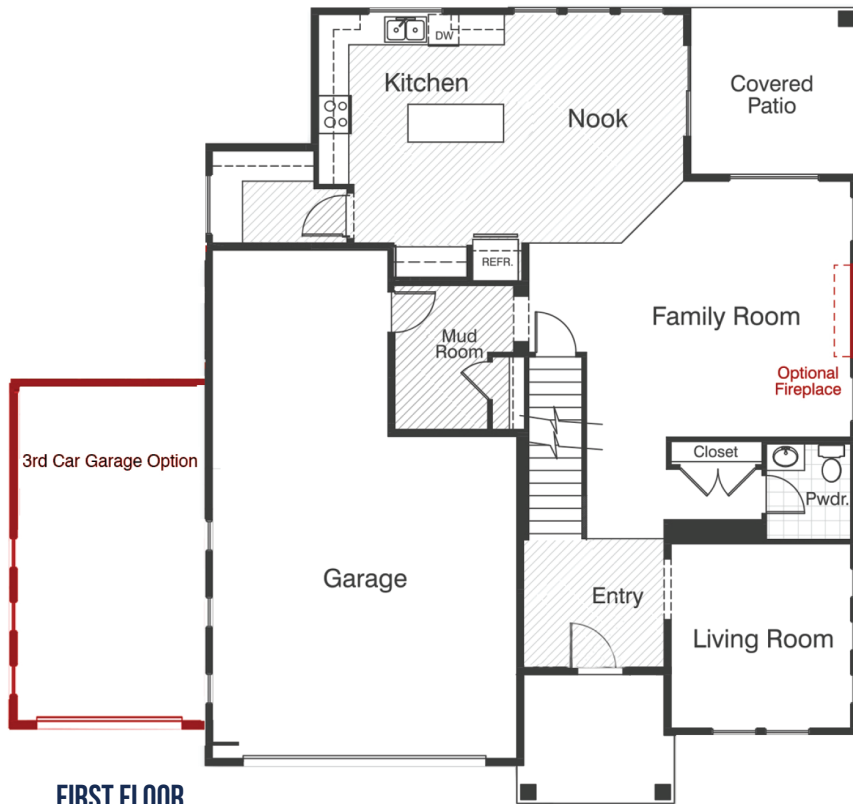 DW
Kitchen
Covered
Patio
Nook
REFR.
Mud
Room
Family Room
Optional
Fireplace
3rd Car Garage Option
Closet
Pwdr.
Garage
Entry
Living Room
FIRST FLOOR